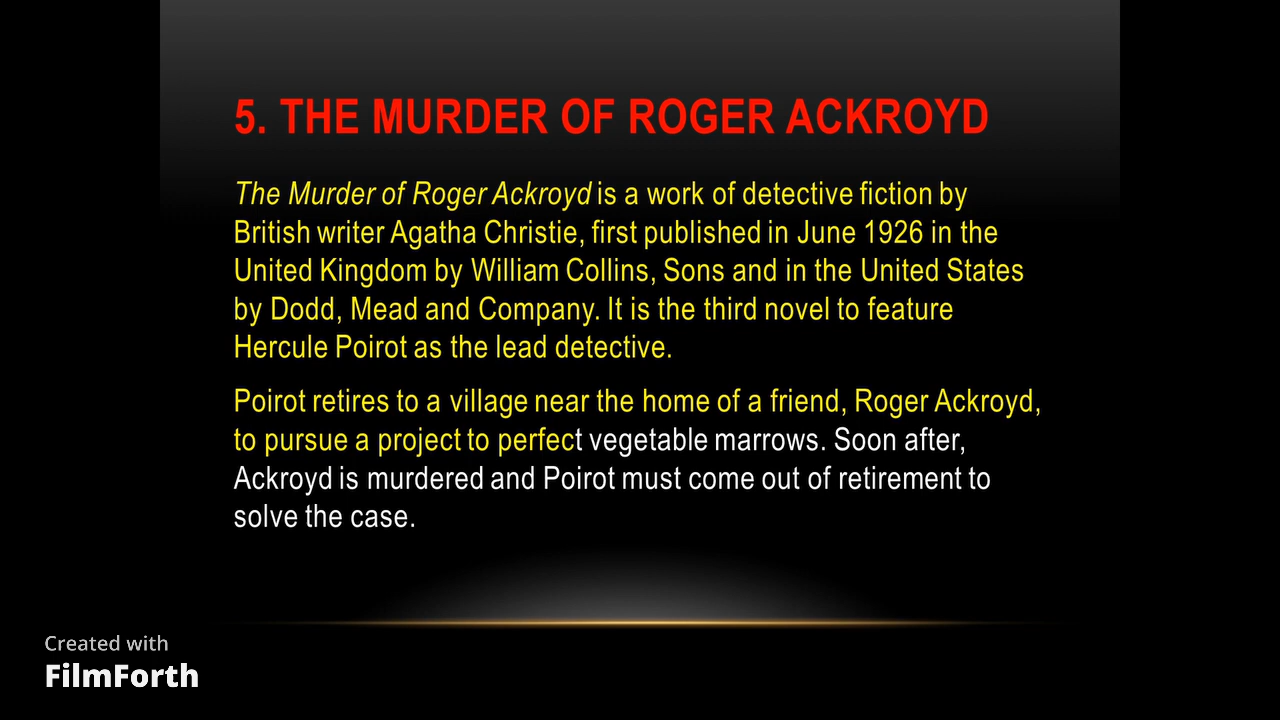 5. THE MURDER OF ROGER ACKROYD
The Murder of Roger Ackroyd is a work of detective fiction by
British writer Agatha Christie, first published in June 1926 in the
United Kingdom by William Collins, Sons and in the United States
by Dodd, Mead and Company. It is the third novel to feature
Hercule Poirot as the lead detective.
Poirot retires to a village near the home of a friend, Roger Ackroyd,
to pursue a project to perfect vegetable marrows. Soon after,
Ackroyd is murdered and Poirot must come out of retirement to
solve the case.
Created with
FilmForth